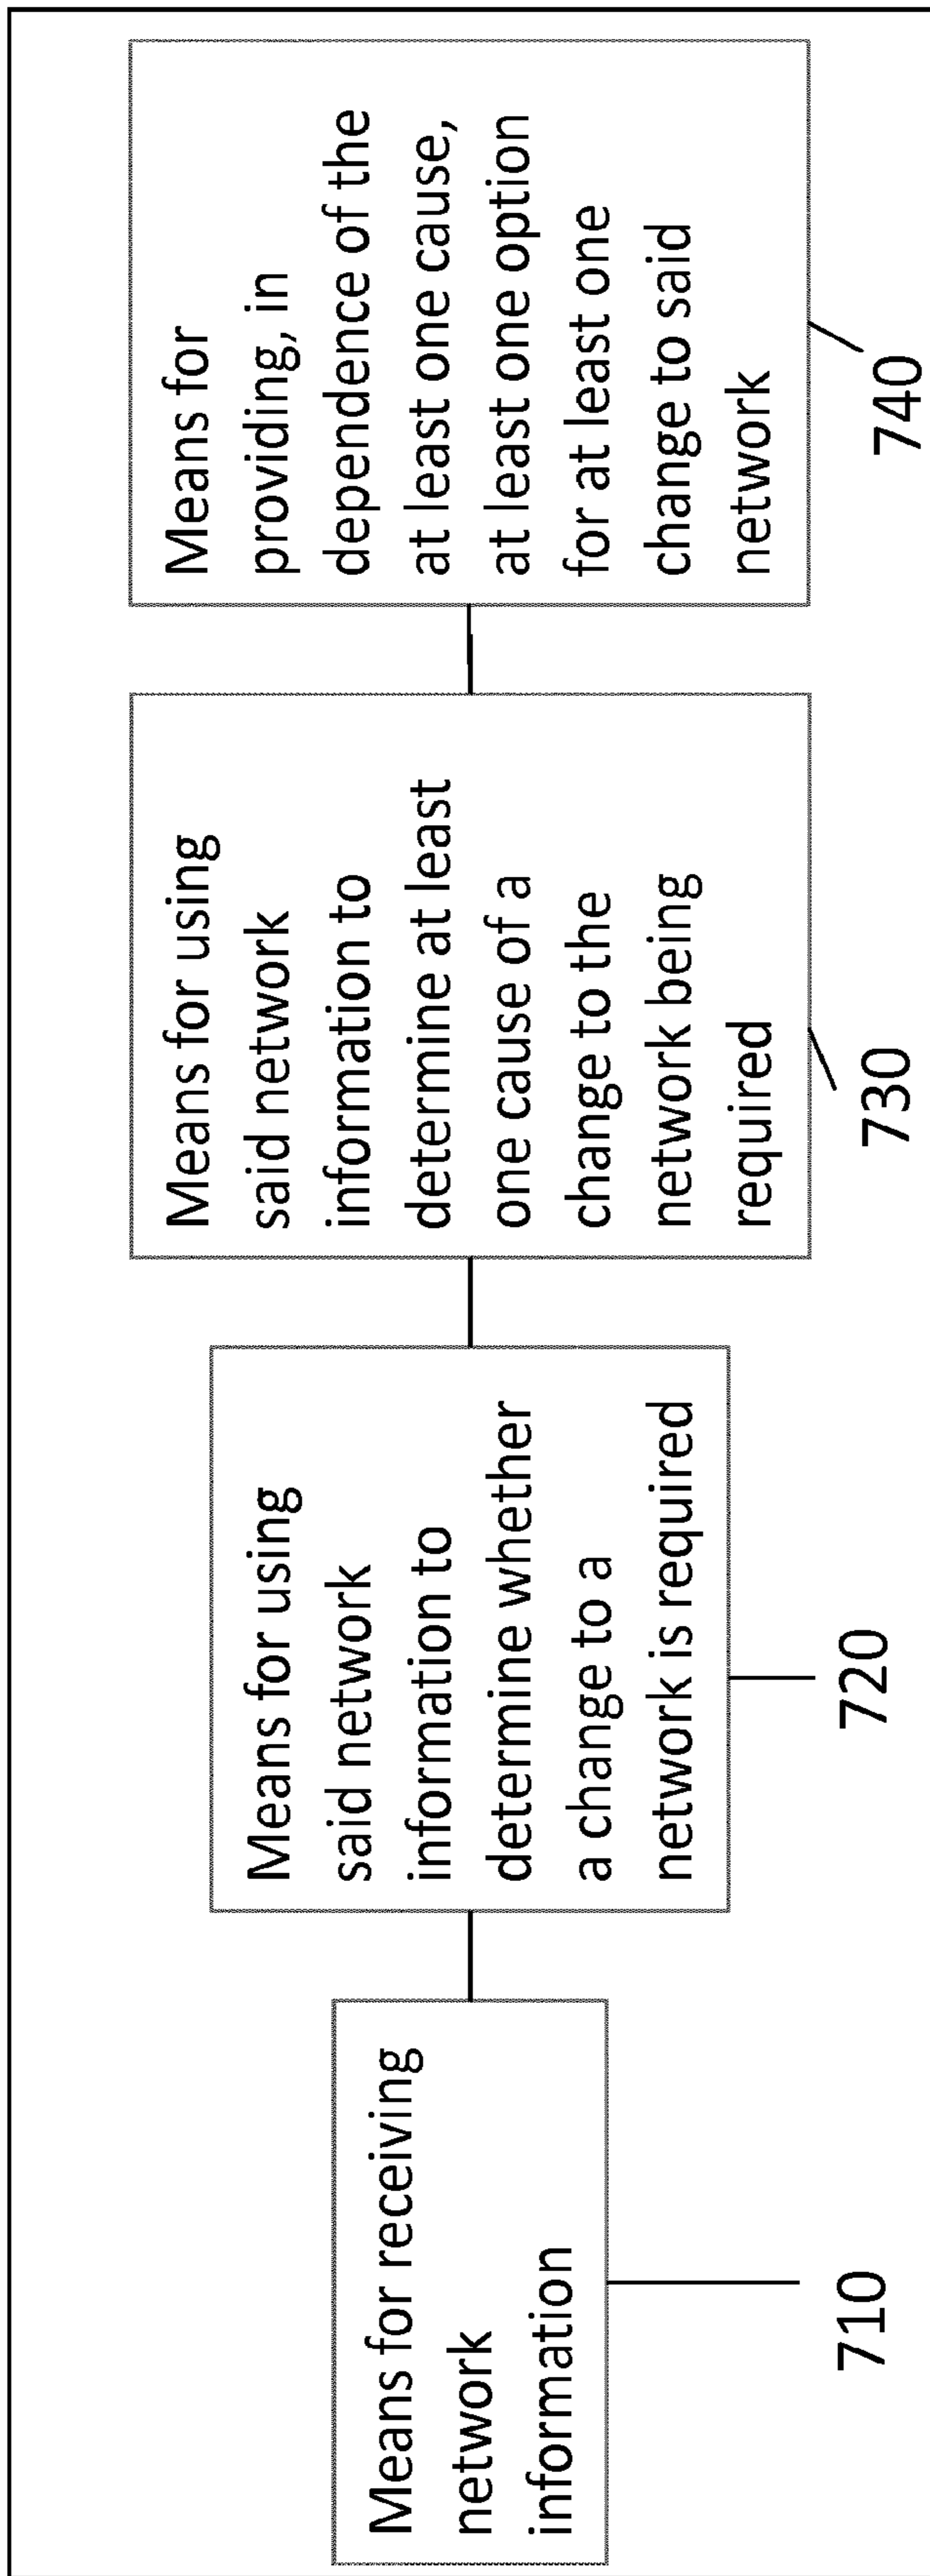 Means for receiving
network
information
710
Means for using
said network
information to
determine whether
a change to a
network is required
720
Means for using
said network
information to
determine at least
one cause of a
change to the
network being
required
730
Means for
providing, in
dependence of the
at least one cause,
at least one option
for at least one
change to said
network
740